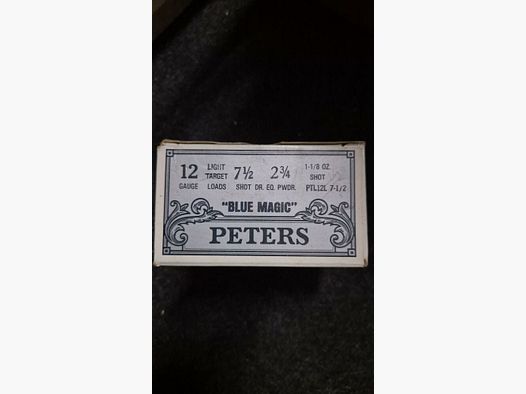 12 LIGHT 7½ 2¾ 1-1/8 OZ.
GAUGE TARGET SHOT DR. EQ. PWDR. SHOT
LOADS PTL12L 7-1/2
"BLUE MAGIC"
PETERS